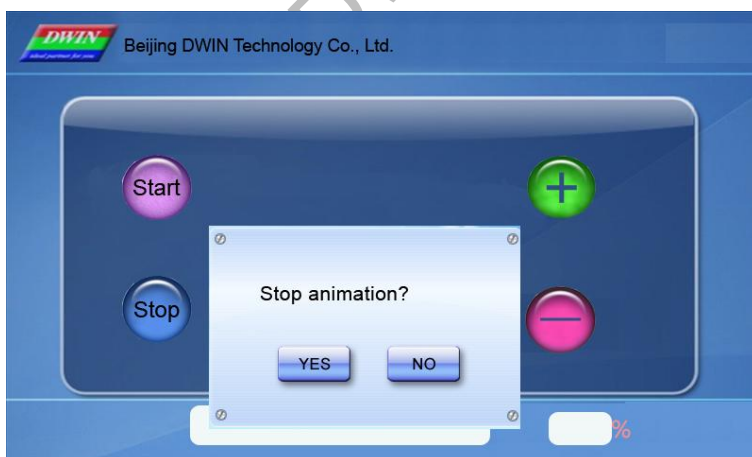 DWIN
Beijing DWIN Technology Co., Ltd.
Start
+
Stop animation?
Stop
—
YES
NO
%